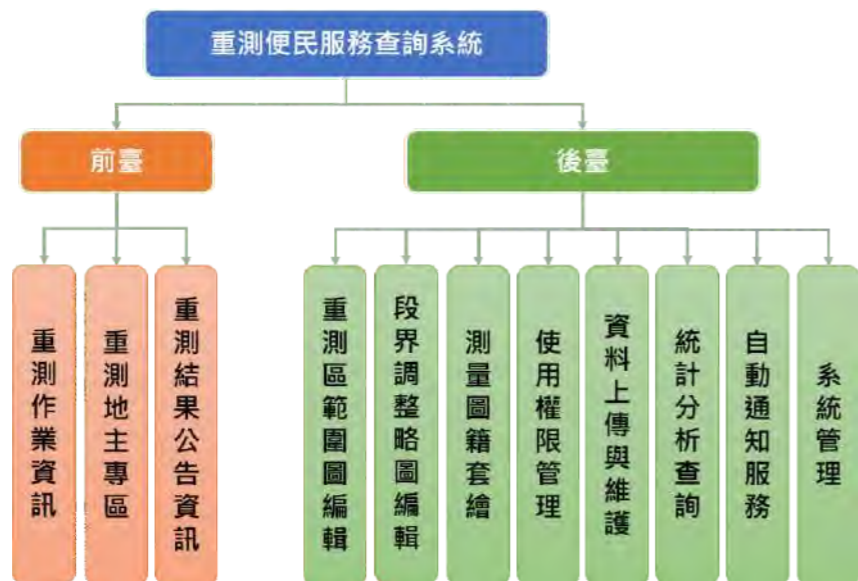 重測便民服務查詢系統
前臺
後臺
重測作業資訊
重測地主專區
重測結果公告資訊
重測區範圍圖編輯
段界調整略圖編輯
測量圖籍套繪
使用權限管理
資料上傳與維護
統計分析查詢
自動通知服務
系統管理